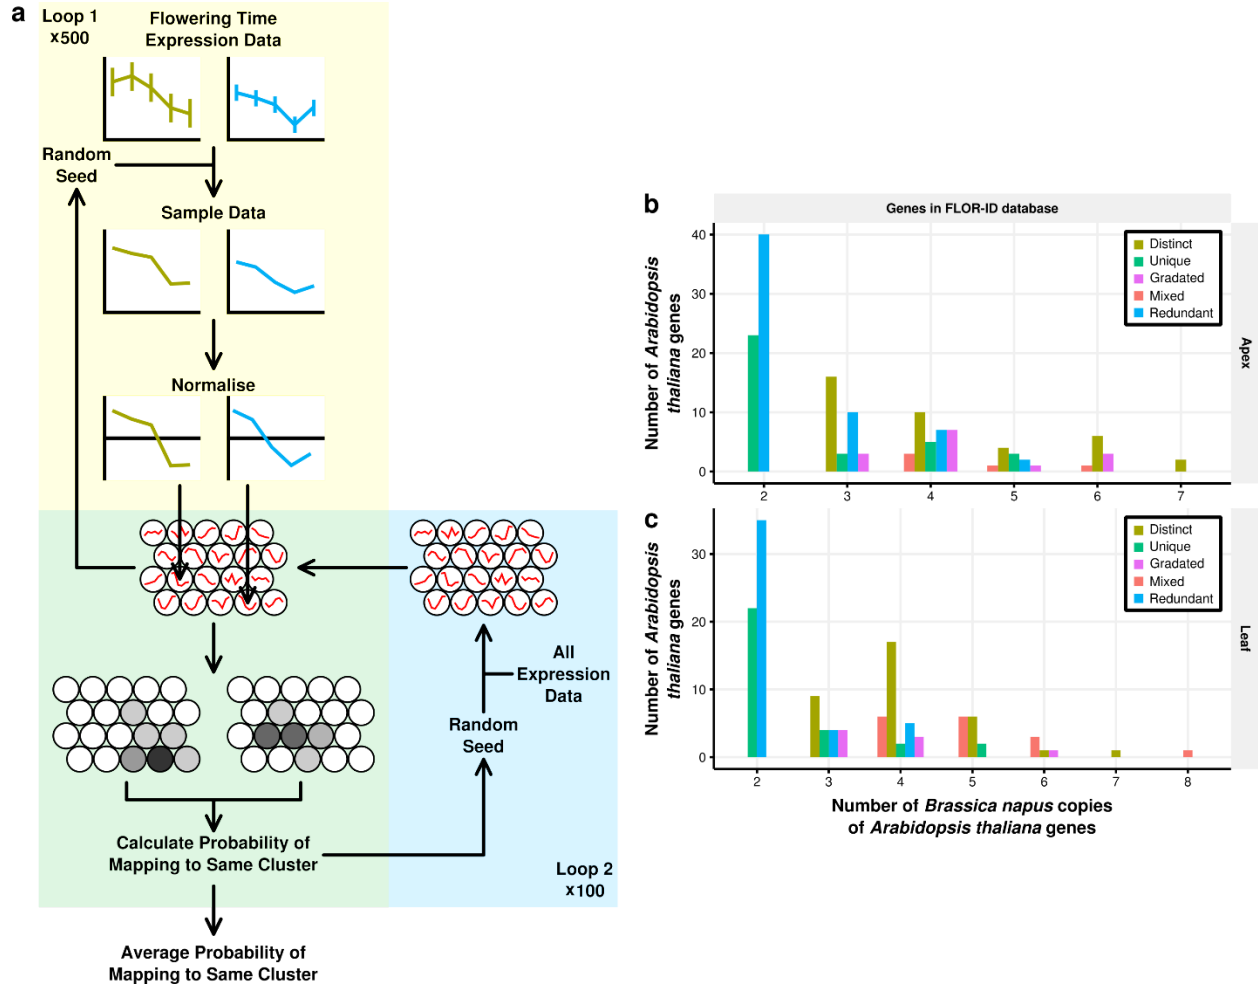 a
Loop 1
x500
Flowering Time
Expression Data
Random
Seed
Sample Data
Normalise
All
Expression
Data
Random
Seed
Calculate Probability of
Mapping to Same Cluster
Loop 2
x100
Average Probability of
Mapping to Same Cluster
b
Genes in FLOR-ID database
Number of Arabidopsis
thaliana genes
40
30
20
10
0
Distinct
Unique
Gradated
Mixed
Redundant
Apex
2 3 4 5 6 7
c
Number of Arabidopsis
thaliana genes
30
20
10
0
Distinct
Unique
Gradated
Mixed
Redundant
Leaf
2 3 4 5 6 7 8
Number of Brassica napus copies
of Arabidopsis thaliana genes